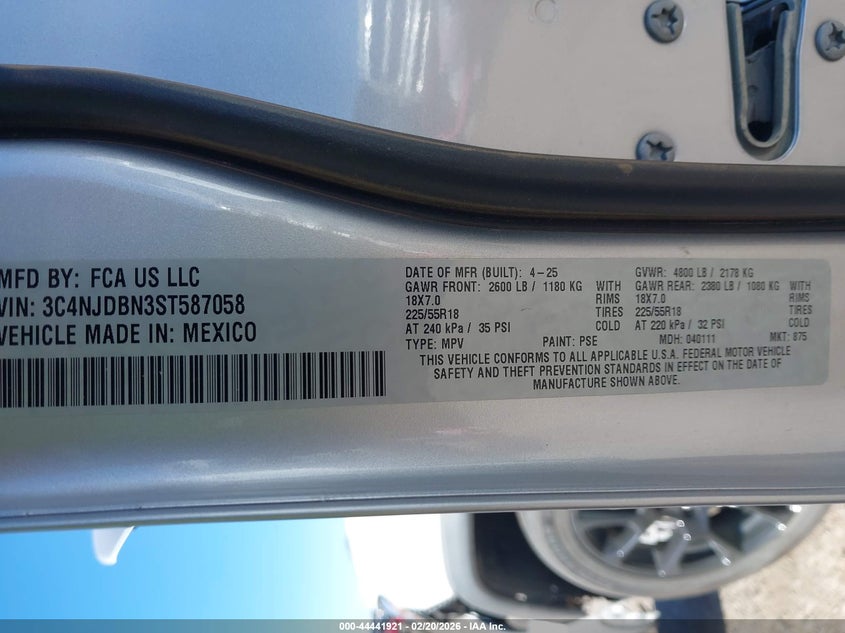 MFD BY: FCA US LLC
VIN: 3C4NJDBN3ST587058
VEHICLE MADE IN: MEXICO
DATE OF MFR (BUILT): 4-25 GVWR: 4800 LB / 2178 KG
GAWR FRONT: 2600 LB / 1180 KG WITH GAWR REAR: 2380 LB / 1080 KG WITH
18X7.0 RIMS 18X7.0 RIMS
225/55R18 TIRES 225/55R18 TIRES
AT 240 kPa / 35 PSI COLD AT 220 kPa / 32 PSI COLD
TYPE: MPV PAINT: PSE MDH: 040111 MKT: 875
THIS VEHICLE CONFORMS TO ALL APPLICABLE U.S.A. FEDERAL MOTOR VEHICLE
SAFETY AND THEFT PREVENTION STANDARDS IN EFFECT ON THE DATE OF
MANUFACTURE SHOWN ABOVE.
000-44441921 - 02/20/2026 - IAA Inc.